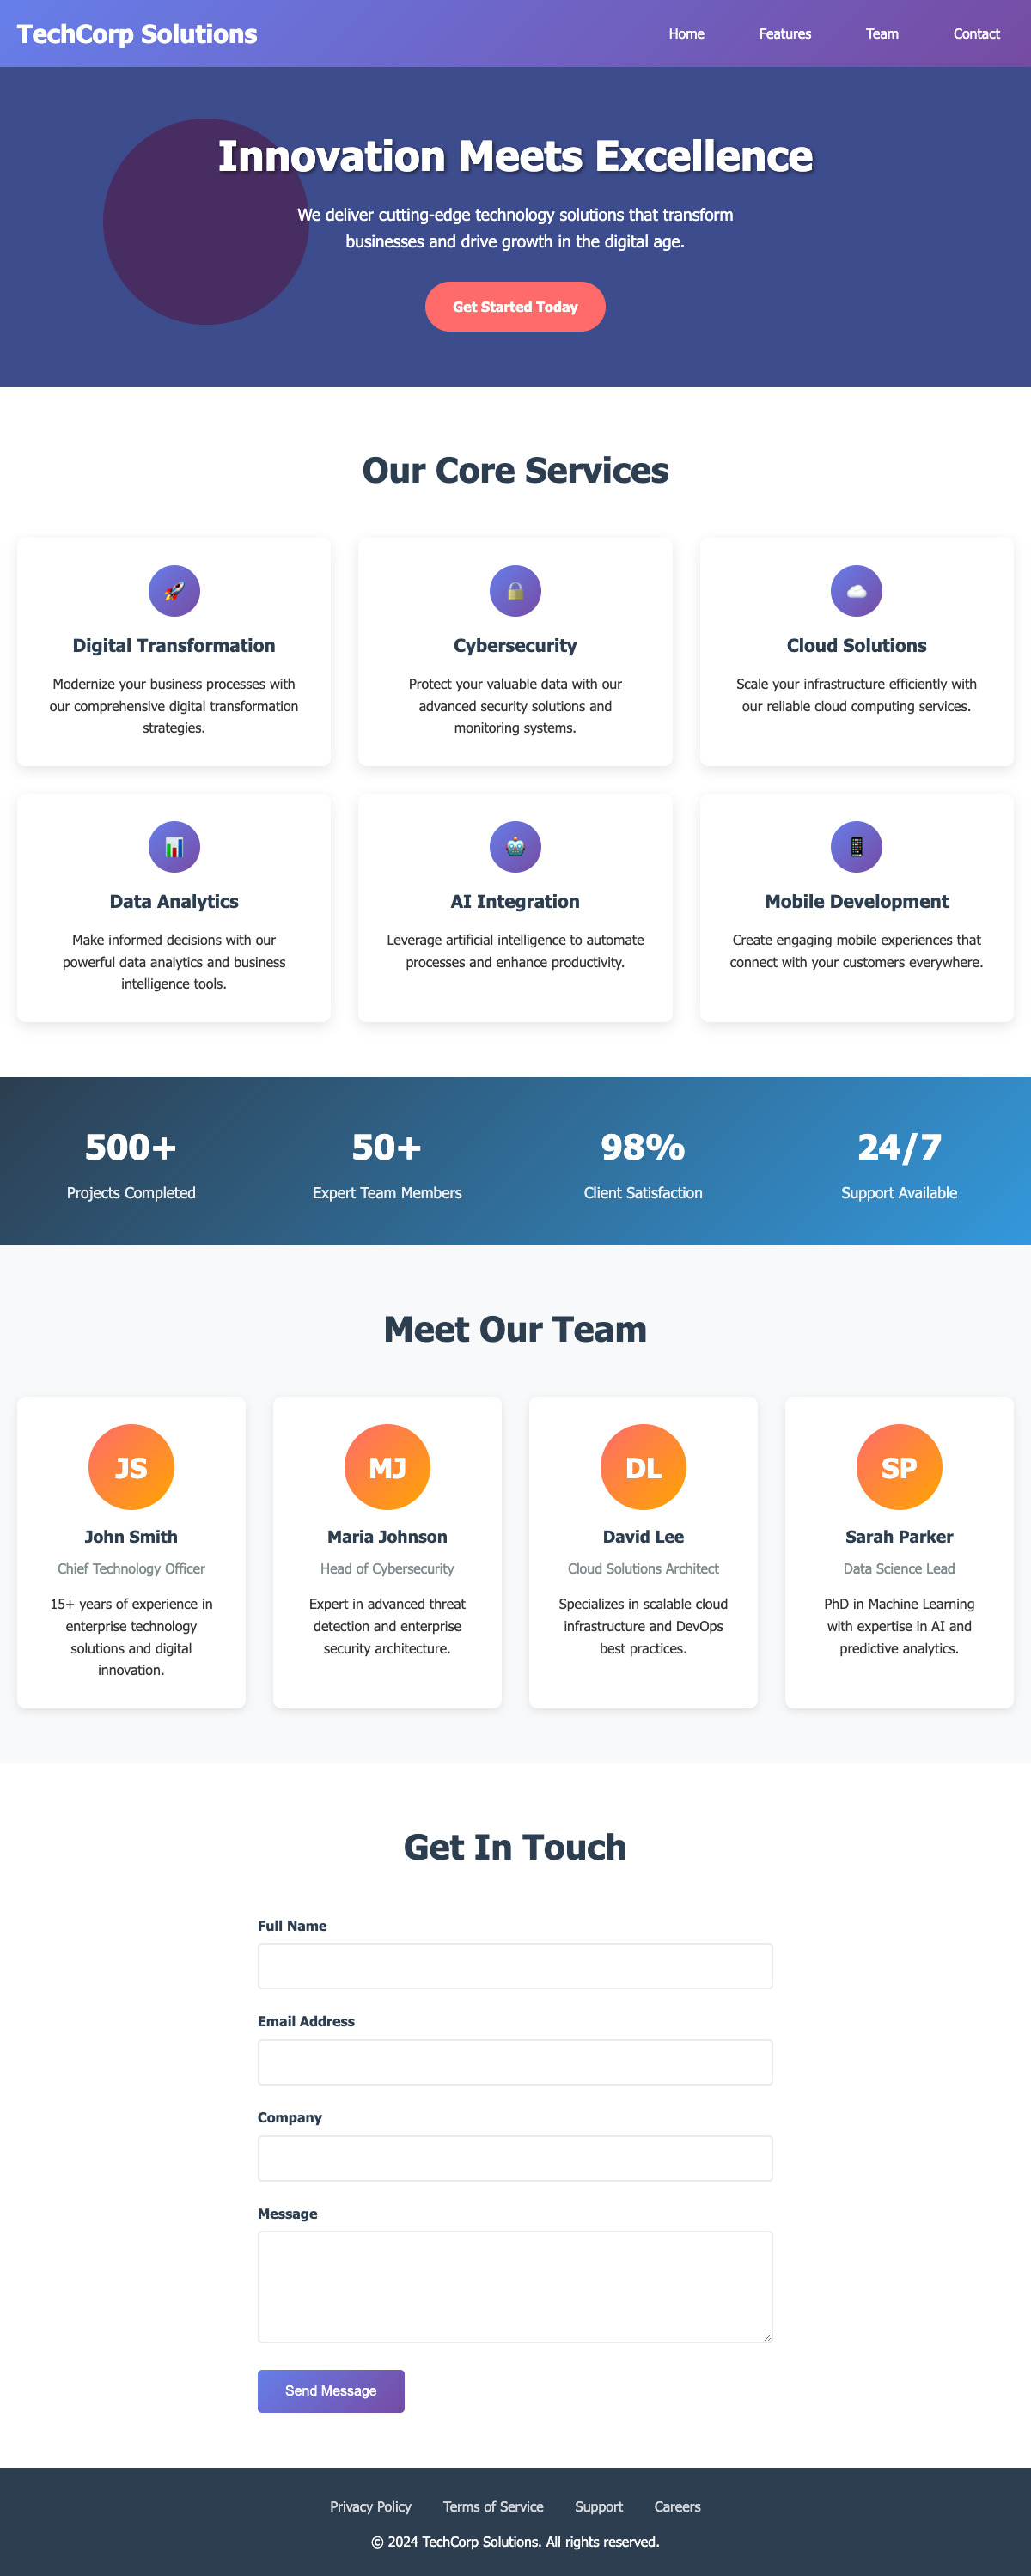 TechCorp Solutions
Home
Features
Team
Contact
Innovation Meets Excellence
We deliver cutting-edge technology solutions that transform
businesses and drive growth in the digital age.
Get Started Today
Our Core Services
Digital Transformation
Modernize your business processes with
our comprehensive digital transformation
strategies.
Cybersecurity
Protect your valuable data with our
advanced security solutions and
monitoring systems.
Cloud Solutions
Scale your infrastructure efficiently with
our reliable cloud computing services.
Data Analytics
Make informed decisions with our
powerful data analytics and business
intelligence tools.
AI Integration
Leverage artificial intelligence to automate
processes and enhance productivity.
Mobile Development
Create engaging mobile experiences that
connect with your customers everywhere.
500+
Projects Completed
50+
Expert Team Members
98%
Client Satisfaction
24/7
Support Available
Meet Our Team
JS
John Smith
Chief Technology Officer
15+ years of experience in
enterprise technology
solutions and digital
innovation.
MJ
Maria Johnson
Head of Cybersecurity
Expert in advanced threat
detection and enterprise
security architecture.
DL
David Lee
Cloud Solutions Architect
Specializes in scalable cloud
infrastructure and DevOps
best practices.
SP
Sarah Parker
Data Science Lead
PhD in Machine Learning
with expertise in AI and
predictive analytics.
Get In Touch
Full Name
Email Address
Company
Message
Send Message
Privacy Policy
Terms of Service
Support
Careers
© 2024 TechCorp Solutions. All rights reserved.